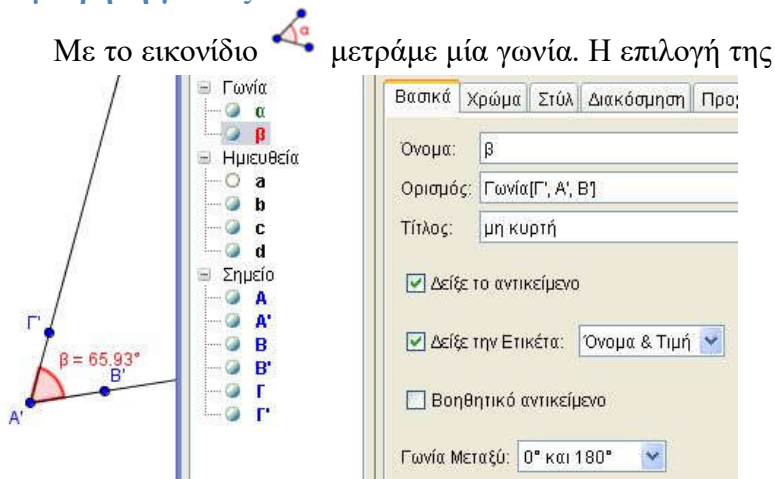 Με το εικονίδιο α μετράμε μία γωνία. Η επιλογή της
Γ'
β = 65.93°
B'
A'
Γωνία
α
β
Ημιευθεία
a
b
c
d
Σημείο
A
A'
B
B'
Γ
Γ'
Βασικά Χρώμα Στύλ Διακόσμηση
Όνομα: β
Ορισμός: Γωνία[Γ', A', B']
Τίτλος: μη κυρτή
Δείξε το αντικείμενο
Δείξε την Ετικέτα: Όνομα & Τιμή
Βοηθητικό αντικείμενο
Γωνία Μεταξύ: 0° και 180°